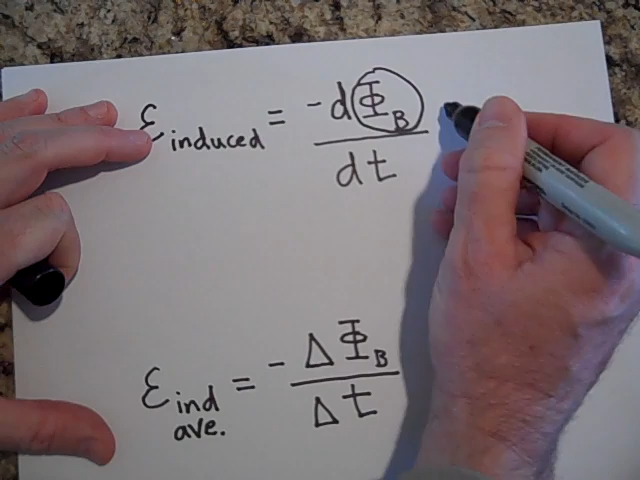 ε induced = -dΦB / dt
ε ind ave. = -ΔΦB / Δt